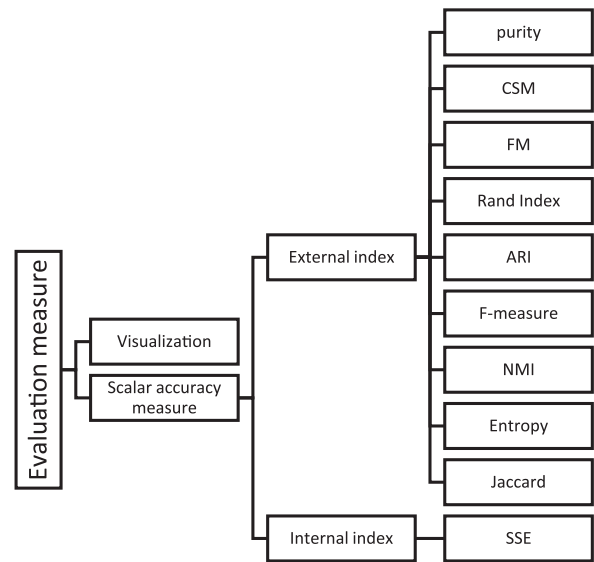 Evaluation measure
Visualization
Scalar accuracy
measure
External index
Internal index
purity
CSM
FM
Rand Index
ARI
F-measure
NMI
Entropy
Jaccard
SSE